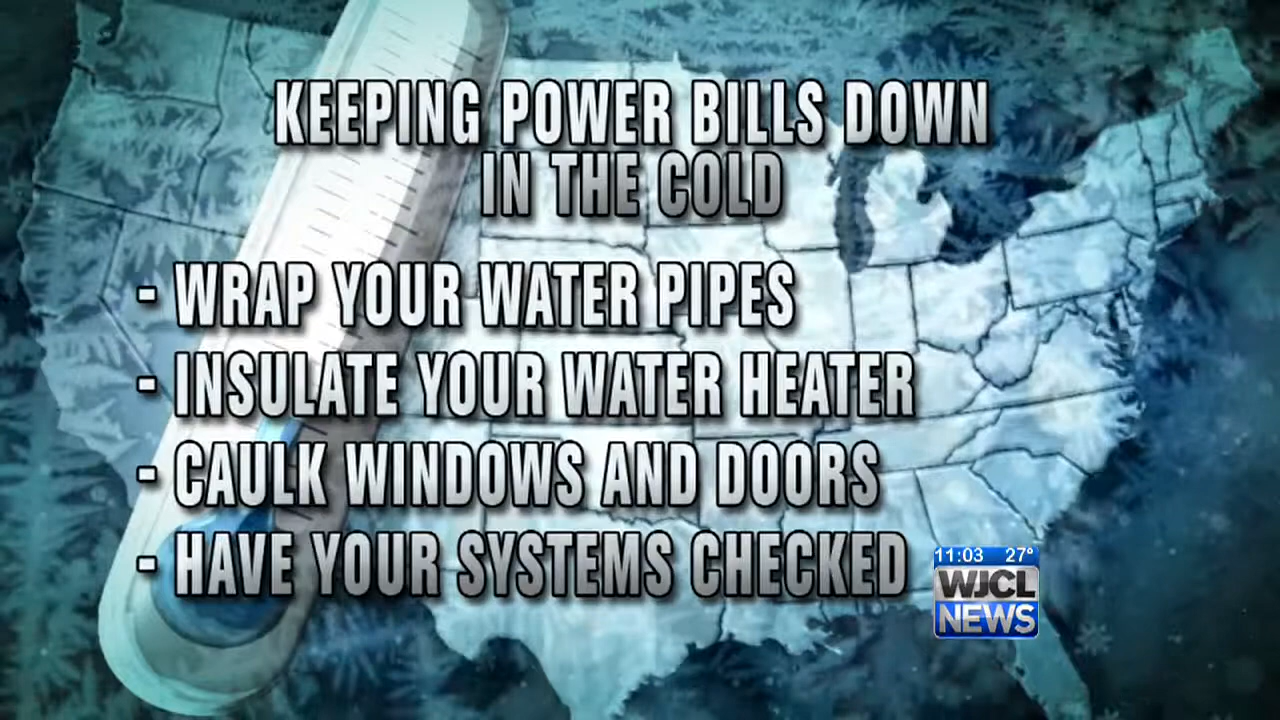 KEEPING POWER BILLS DOWN
IN THE COLD
- WRAP YOUR WATER PIPES
- INSULATE YOUR WATER HEATER
- CAULK WINDOWS AND DOORS
- HAVE YOUR SYSTEMS CHECKED
11:03 27°
WJCL
NEWS